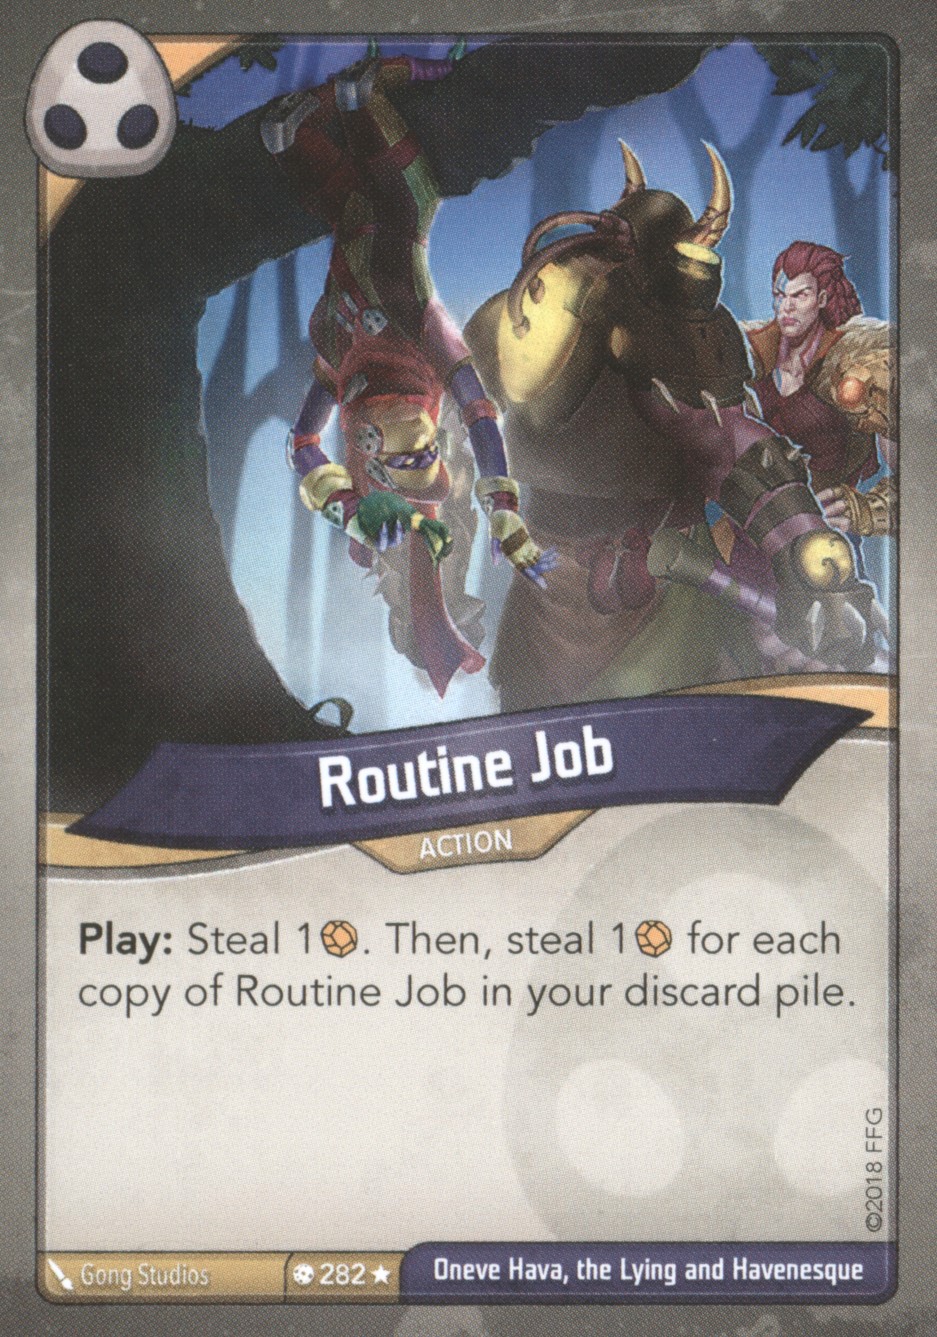 Routine Job
ACTION
Play: Steal 1. Then, steal 1 for each
copy of Routine Job in your discard pile.
©2018 FFG
Gong Studios
282
Oneve Hava, the Lying and Havenesque